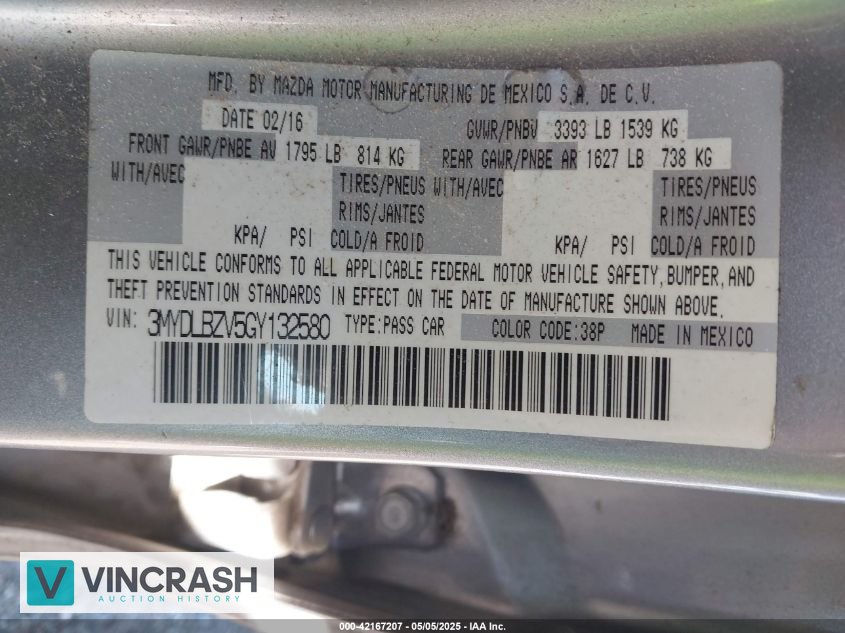 MFD. BY MAZDA MOTOR MANUFACTURING DE MEXICO S.A. DE C.V.
DATE 02/16 GVWR/PNBV 3393 LB 1539 KG
FRONT GAWR/PNBE AV 1795 LB 814 KG REAR GAWR/PNBE AR 1627 LB 738 KG
WITH/AVEC TIRES/PNEUS WITH/AVEC TIRES/PNEUS
RIMS/JANTES RIMS/JANTES
KPA/ PSI COLD/A FROID KPA/ PSI COLD/A FROID
THIS VEHICLE CONFORMS TO ALL APPLICABLE FEDERAL MOTOR VEHICLE SAFETY, BUMPER, AND
THEFT PREVENTION STANDARDS IN EFFECT ON THE DATE OF MANUFACTURE SHOWN ABOVE.
VIN: 3MYDLBZV5GY132580 TYPE:PASS CAR COLOR CODE:38P MADE IN MEXICO
VINCRASH
AUCTION HISTORY
000-42167207 - 05/05/2025 - IAA Inc.